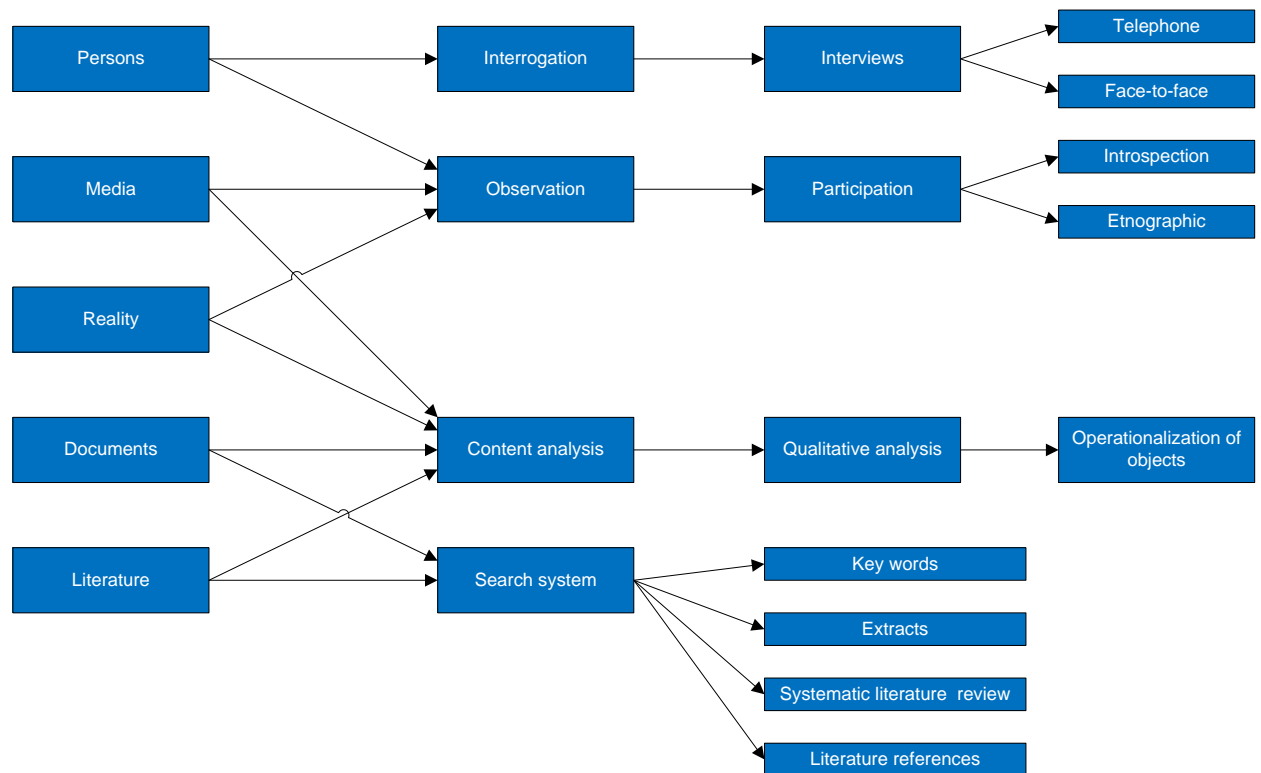 Persons
Interrogation
Interviews
Telephone
Face-to-face
Media
Observation
Participation
Introspection
Etnographic
Reality
Documents
Content analysis
Qualitative analysis
Operationalization of
objects
Literature
Search system
Key words
Extracts
Systematic literature  review
Literature references